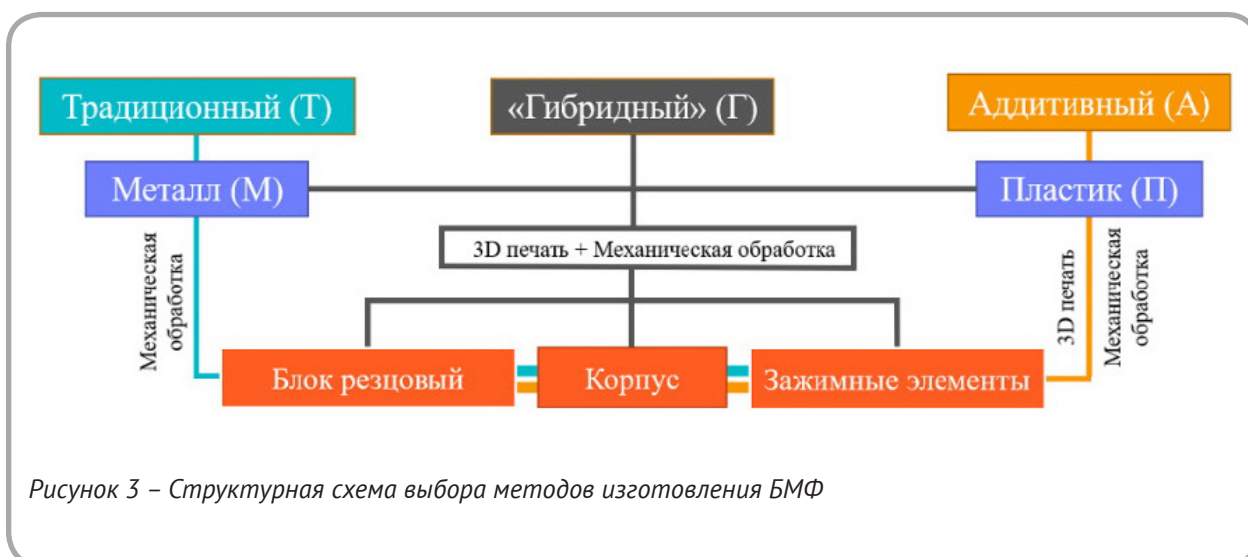 Традиционный (Т)
«Гибридный» (Г)
Аддитивный (А)
Металл (М)
Пластик (П)
3D печать + Механическая обработка
Механическая
обработка
3D печать
Механическая
обработка
Блок резцовый
Корпус
Зажимные элементы
Рисунок 3 – Структурная схема выбора методов изготовления БМФ